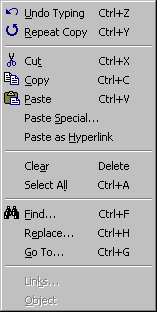 Undo Typing Ctrl+Z
Repeat Copy Ctrl+Y
Cut Ctrl+X
Copy Ctrl+C
Paste Ctrl+V
Paste Special...
Paste as Hyperlink
Clear Delete
Select All Ctrl+A
Find... Ctrl+F
Replace... Ctrl+H
Go To... Ctrl+G
Links...
Object